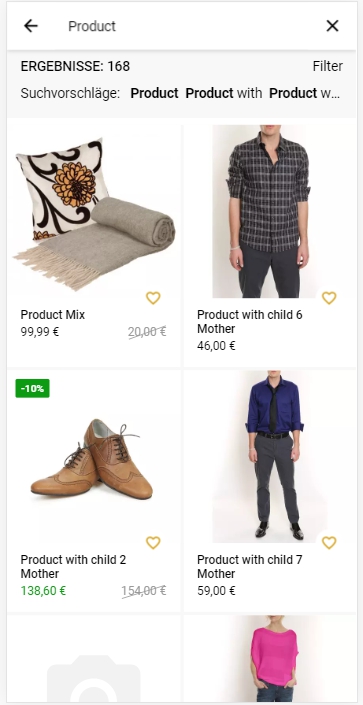 Product
ERGEBNISSE: 168 Filter
Suchvorschläge: Product Product with Product w...
Product Mix
99,99 € 20,00 €
Product with child 6
Mother
46,00 €
-10%
Product with child 2
Mother
138,60 € 154,00 €
Product with child 7
Mother
59,00 €